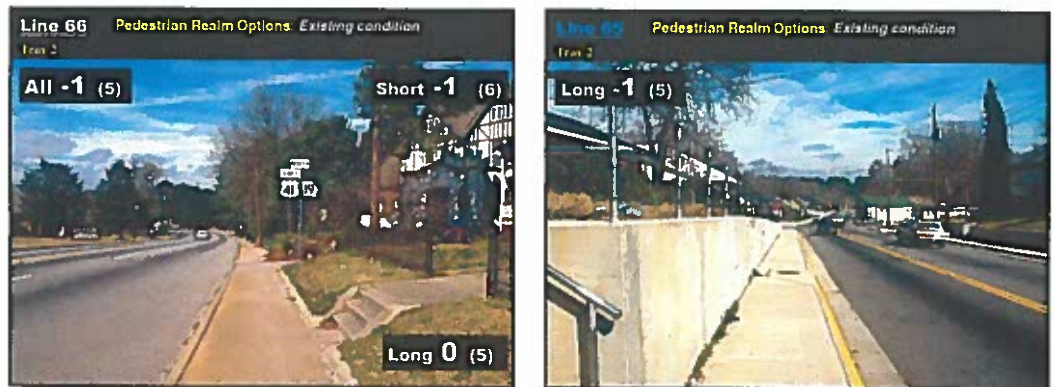 Line 66 Pedestrian Realm Options: Existing condition
All -1 (5)
Short -1 (6)
Long 0 (5)
Line 65 Pedestrian Realm Options: Existing condition
Long -1 (5)